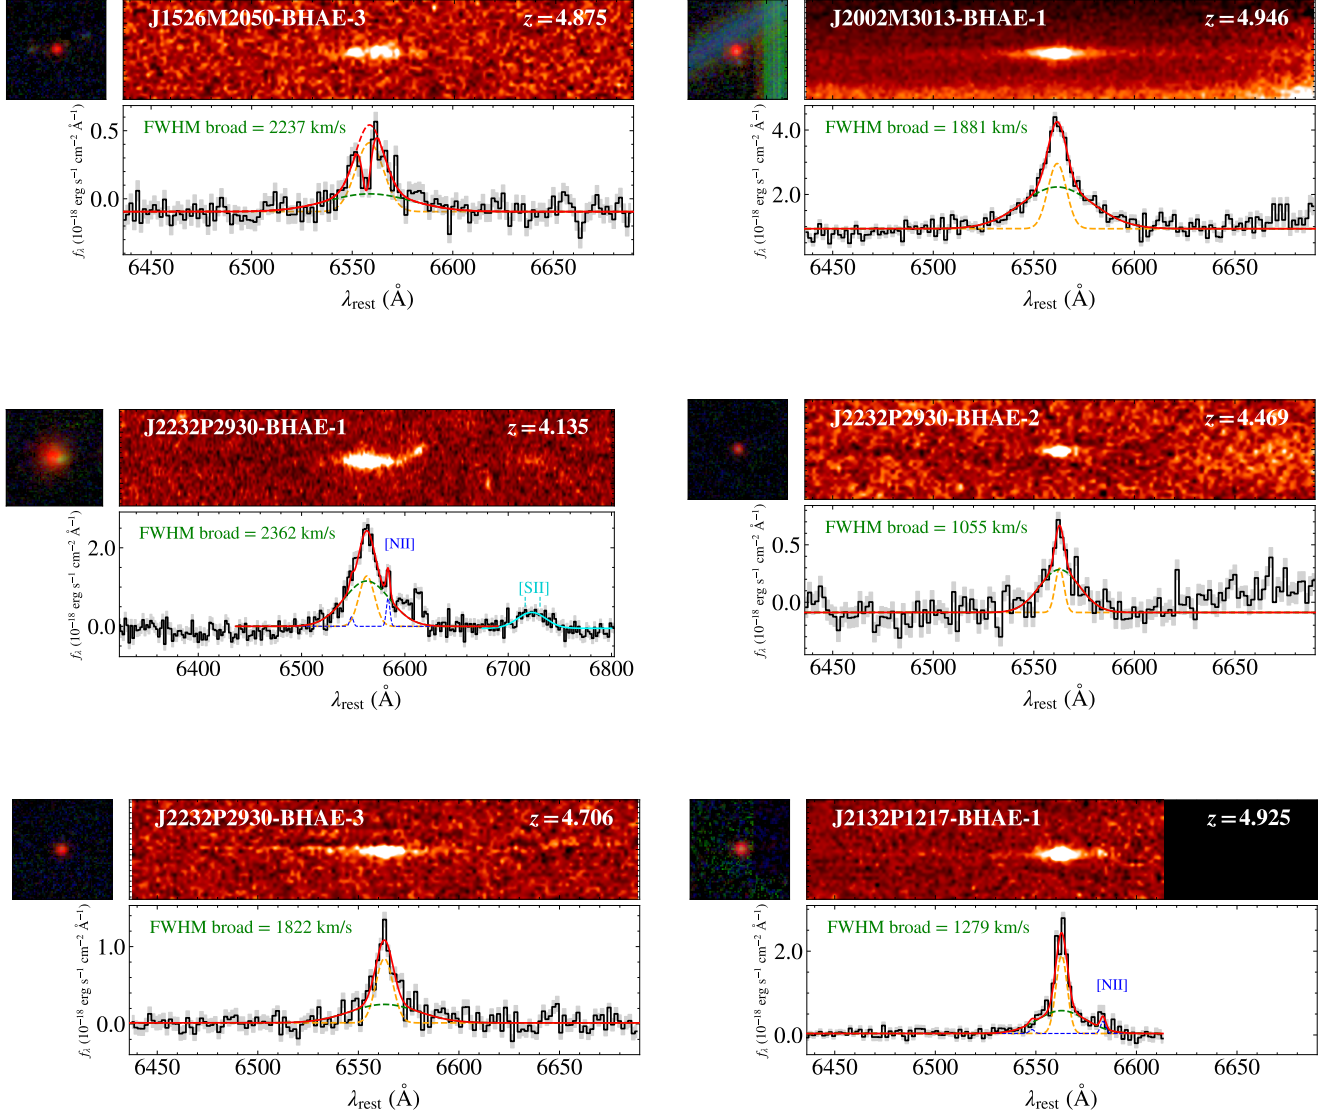 J1526M2050-BHAE-3 z=4.875
FWHM broad = 2237 km/s
0.5
0.0
f_λ (10⁻¹⁸ erg s⁻¹ cm⁻² Å⁻¹)
6450 6500 6550 6600 6650
λ_rest (Å)
J2002M3013-BHAE-1 z=4.946
FWHM broad = 1881 km/s
4.0
2.0
f_λ (10⁻¹⁸ erg s⁻¹ cm⁻² Å⁻¹)
6450 6500 6550 6600 6650
λ_rest (Å)
J2232P2930-BHAE-1 z=4.135
FWHM broad = 2362 km/s
[NII]
[SII]
2.0
0.0
f_λ (10⁻¹⁸ erg s⁻¹ cm⁻² Å⁻¹)
6400 6500 6600 6700 6800
λ_rest (Å)
J2232P2930-BHAE-2 z=4.469
FWHM broad = 1055 km/s
0.5
0.0
f_λ (10⁻¹⁸ erg s⁻¹ cm⁻² Å⁻¹)
6450 6500 6550 6600 6650
λ_rest (Å)
J2232P2930-BHAE-3 z=4.706
FWHM broad = 1822 km/s
1.0
0.0
f_λ (10⁻¹⁸ erg s⁻¹ cm⁻² Å⁻¹)
6450 6500 6550 6600 6650
λ_rest (Å)
J2132P1217-BHAE-1 z=4.925
FWHM broad = 1279 km/s
[NII]
2.0
0.0
f_λ (10⁻¹⁸ erg s⁻¹ cm⁻² Å⁻¹)
6450 6500 6550 6600 6650
λ_rest (Å)